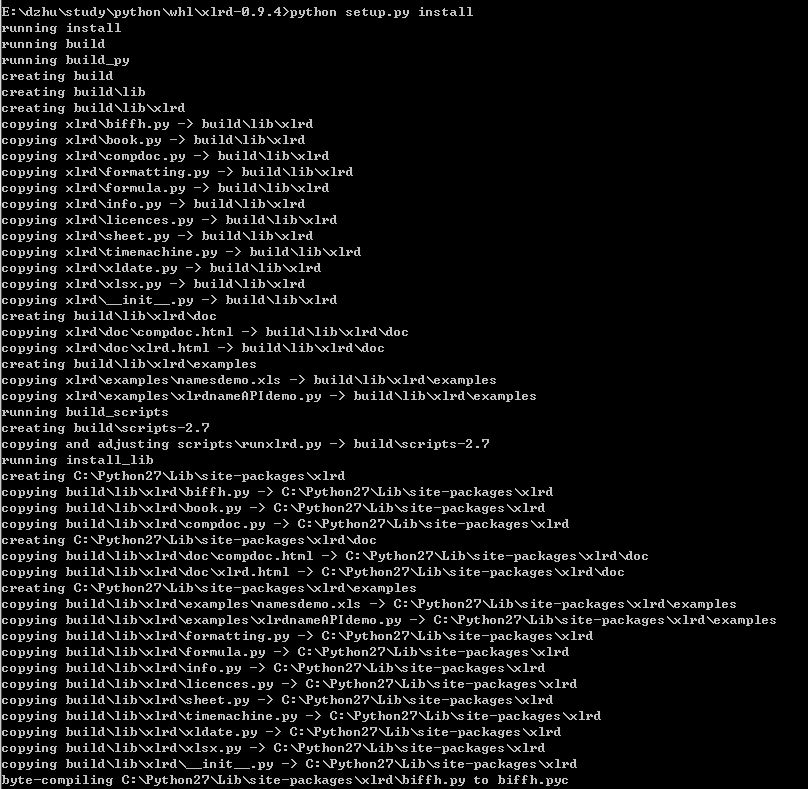 E:\dzhu\study\python\whl\xlrd-0.9.4>python setup.py install
running install
running build
running build_py
creating build
creating build\lib
creating build\lib\xlrd
copying xlrd\biffh.py -> build\lib\xlrd
copying xlrd\book.py -> build\lib\xlrd
copying xlrd\compdoc.py -> build\lib\xlrd
copying xlrd\formatting.py -> build\lib\xlrd
copying xlrd\formula.py -> build\lib\xlrd
copying xlrd\info.py -> build\lib\xlrd
copying xlrd\licences.py -> build\lib\xlrd
copying xlrd\sheet.py -> build\lib\xlrd
copying xlrd\timemachine.py -> build\lib\xlrd
copying xlrd\xldate.py -> build\lib\xlrd
copying xlrd\xlsx.py -> build\lib\xlrd
copying xlrd\__init__.py -> build\lib\xlrd
creating build\lib\xlrd\doc
copying xlrd\doc\compdoc.html -> build\lib\xlrd\doc
copying xlrd\doc\xlrd.html -> build\lib\xlrd\doc
creating build\lib\xlrd\examples
copying xlrd\examples\namesdemo.xls -> build\lib\xlrd\examples
copying xlrd\examples\xlrdnameAPIdemo.py -> build\lib\xlrd\examples
running build_scripts
creating build\scripts-2.7
copying and adjusting scripts\runxlrd.py -> build\scripts-2.7
running install_lib
creating C:\Python27\Lib\site-packages\xlrd
copying build\lib\xlrd\biffh.py -> C:\Python27\Lib\site-packages\xlrd
copying build\lib\xlrd\book.py -> C:\Python27\Lib\site-packages\xlrd
copying build\lib\xlrd\compdoc.py -> C:\Python27\Lib\site-packages\xlrd
creating C:\Python27\Lib\site-packages\xlrd\doc
copying build\lib\xlrd\doc\compdoc.html -> C:\Python27\Lib\site-packages\xlrd\doc
copying build\lib\xlrd\doc\xlrd.html -> C:\Python27\Lib\site-packages\xlrd\doc
creating C:\Python27\Lib\site-packages\xlrd\examples
copying build\lib\xlrd\examples\namesdemo.xls -> C:\Python27\Lib\site-packages\xlrd\examples
copying build\lib\xlrd\examples\xlrdnameAPIdemo.py -> C:\Python27\Lib\site-packages\xlrd\examples
copying build\lib\xlrd\formatting.py -> C:\Python27\Lib\site-packages\xlrd
copying build\lib\xlrd\formula.py -> C:\Python27\Lib\site-packages\xlrd
copying build\lib\xlrd\info.py -> C:\Python27\Lib\site-packages\xlrd
copying build\lib\xlrd\licences.py -> C:\Python27\Lib\site-packages\xlrd
copying build\lib\xlrd\sheet.py -> C:\Python27\Lib\site-packages\xlrd
copying build\lib\xlrd\timemachine.py -> C:\Python27\Lib\site-packages\xlrd
copying build\lib\xlrd\xldate.py -> C:\Python27\Lib\site-packages\xlrd
copying build\lib\xlrd\xlsx.py -> C:\Python27\Lib\site-packages\xlrd
copying build\lib\xlrd\__init__.py -> C:\Python27\Lib\site-packages\xlrd
byte-compiling C:\Python27\Lib\site-packages\xlrd\biffh.py to biffh.pyc